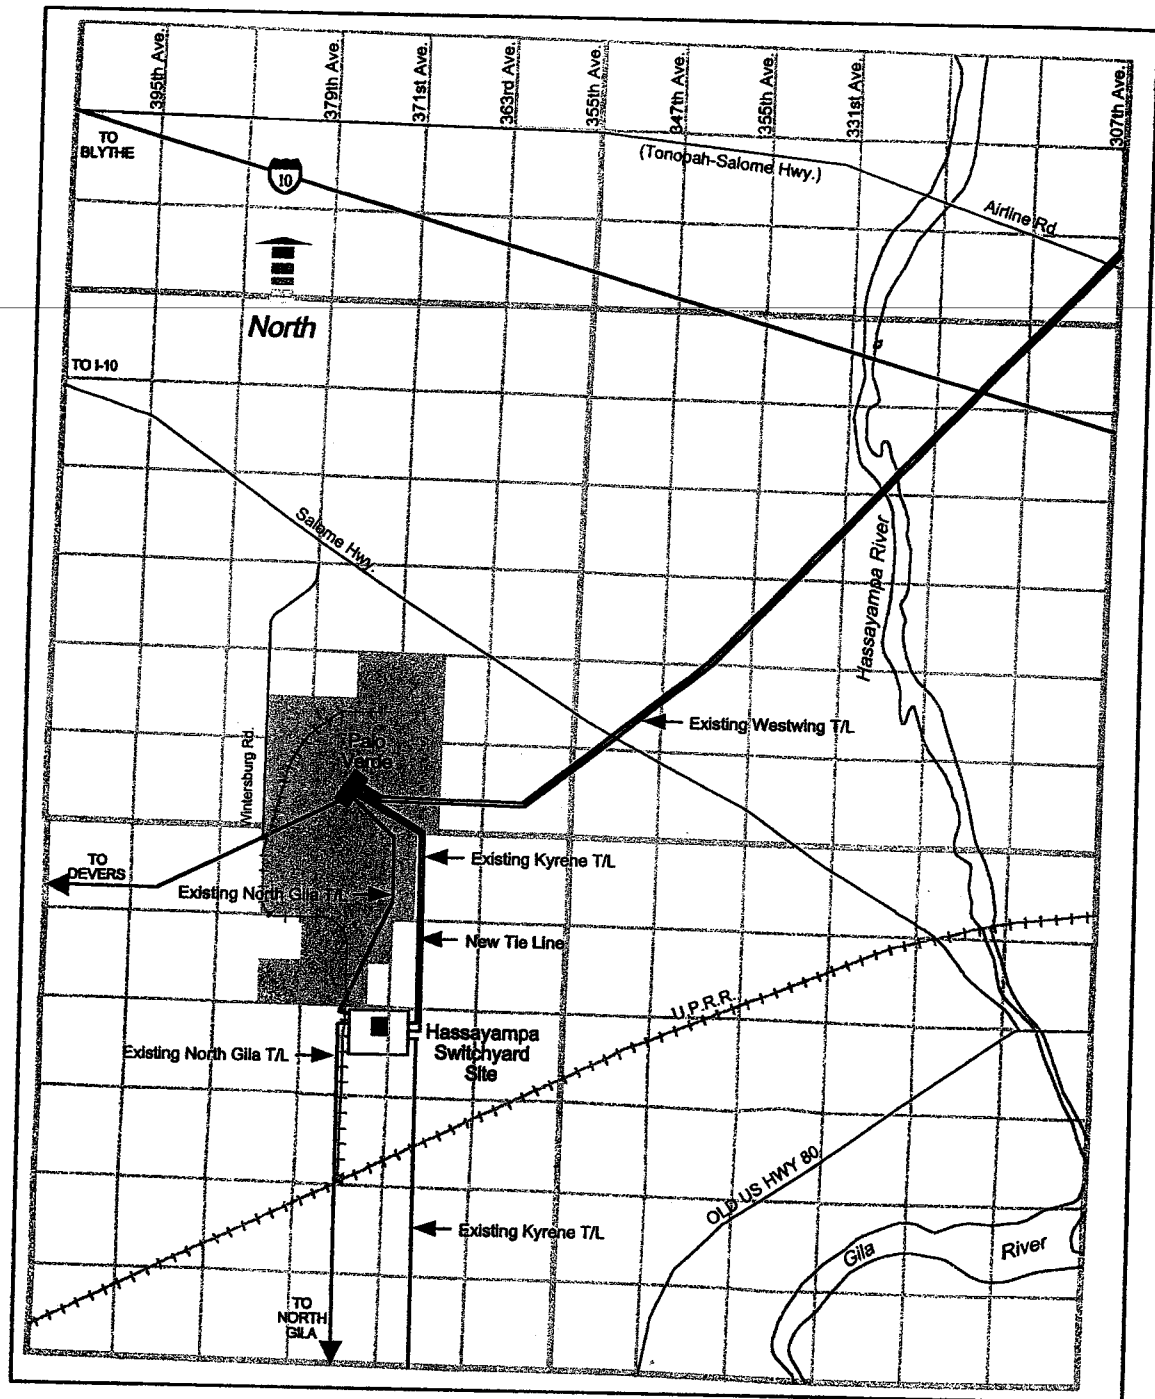 395th Ave.
379th Ave.
371st Ave.
363rd Ave.
355th Ave.
347th Ave.
355th Ave.
331st Ave.
307th Ave.
TO
BLYTHE
10
(Tonopah-Salome Hwy.)
Airline Rd
North
TO I-10
Salome Hwy.
Hassayampa River
Wintersburg Rd.
Palo
Verde
Existing Westwing T/L
TO
DEVERS
Existing Kyrene T/L
Existing North Gila T/L
New Tie Line
U.P.R.R.
Hassayampa
Switchyard
Site
Existing North Gila T/L
OLD US HWY 80
Existing Kyrene T/L
Gila
River
TO
NORTH
GILA